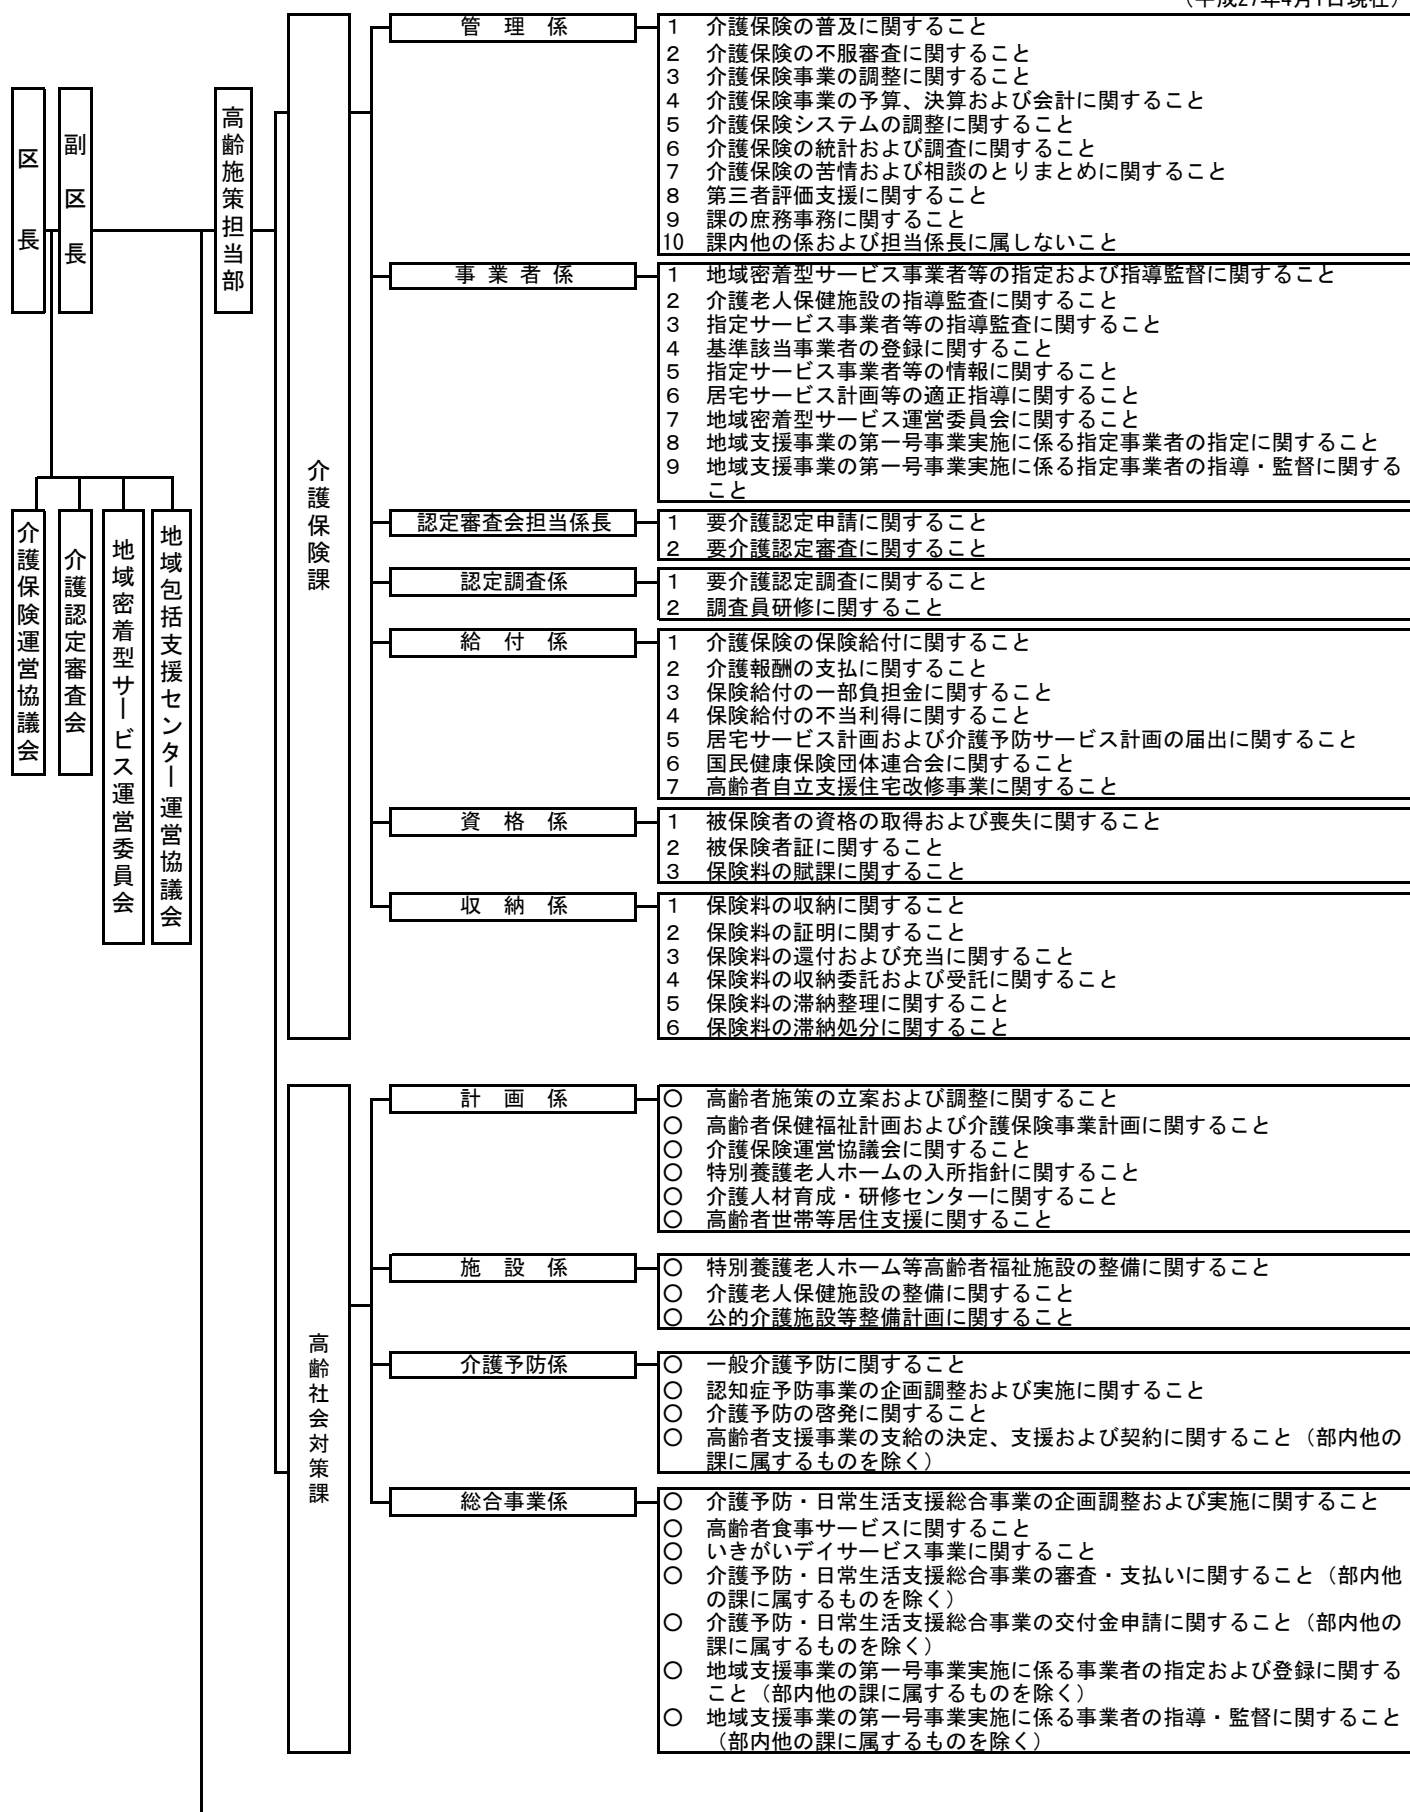 （平成27年4月1日現在）
区長
副区長
高齢施策担当部
介護保険運営協議会
介護認定審査会
地域密着型サービス運営委員会
地域包括支援センター運営協議会
介護保険課
管　理　係
1　介護保険の普及に関すること
2　介護保険の不服審査に関すること
3　介護保険事業の調整に関すること
4　介護保険事業の予算、決算および会計に関すること
5　介護保険システムの調整に関すること
6　介護保険の統計および調査に関すること
7　介護保険の苦情および相談のとりまとめに関すること
8　第三者評価支援に関すること
9　課の庶務事務に関すること
10　課内他の係および担当係長に属しないこと
事 業 者 係
1　地域密着型サービス事業者等の指定および指導監督に関すること
2　介護老人保健施設の指導監査に関すること
3　指定サービス事業者等の指導監査に関すること
4　基準該当事業者の登録に関すること
5　指定サービス事業者等の情報に関すること
6　居宅サービス計画等の適正指導に関すること
7　地域密着型サービス運営委員会に関すること
8　地域支援事業の第一号事業実施に係る指定事業者の指定に関すること
9　地域支援事業の第一号事業実施に係る指定事業者の指導・監督に関する
こと
認定審査会担当係長
1　要介護認定申請に関すること
2　要介護認定審査に関すること
認定調査係
1　要介護認定調査に関すること
2　調査員研修に関すること
給　付　係
1　介護保険の保険給付に関すること
2　介護報酬の支払に関すること
3　保険給付の一部負担金に関すること
4　保険給付の不当利得に関すること
5　居宅サービス計画および介護予防サービス計画の届出に関すること
6　国民健康保険団体連合会に関すること
7　高齢者自立支援住宅改修事業に関すること
資　格　係
1　被保険者の資格の取得および喪失に関すること
2　被保険者証に関すること
3　保険料の賦課に関すること
収　納　係
1　保険料の収納に関すること
2　保険料の証明に関すること
3　保険料の還付および充当に関すること
4　保険料の収納委託および受託に関すること
5　保険料の滞納整理に関すること
6　保険料の滞納処分に関すること
高齢社会対策課
計　画　係
○　高齢者施策の立案および調整に関すること
○　高齢者保健福祉計画および介護保険事業計画に関すること
○　介護保険運営協議会に関すること
○　特別養護老人ホームの入所指針に関すること
○　介護人材育成・研修センターに関すること
○　高齢者世帯等居住支援に関すること
施　設　係
○　特別養護老人ホーム等高齢者福祉施設の整備に関すること
○　介護老人保健施設の整備に関すること
○　公的介護施設等整備計画に関すること
介護予防係
○　一般介護予防に関すること
○　認知症予防事業の企画調整および実施に関すること
○　介護予防の啓発に関すること
○　高齢者支援事業の支給の決定、支援および契約に関すること（部内他の
課に属するものを除く）
総合事業係
○　介護予防・日常生活支援総合事業の企画調整および実施に関すること
○　高齢者食事サービスに関すること
○　いきがいデイサービス事業に関すること
○　介護予防・日常生活支援総合事業の審査・支払いに関すること（部内他
の課に属するものを除く）
○　介護予防・日常生活支援総合事業の交付金申請に関すること（部内他の
課に属するものを除く）
○　地域支援事業の第一号事業実施に係る事業者の指定および登録に関する
こと（部内他の課に属するものを除く）
○　地域支援事業の第一号事業実施に係る事業者の指導・監督に関すること
（部内他の課に属するものを除く）